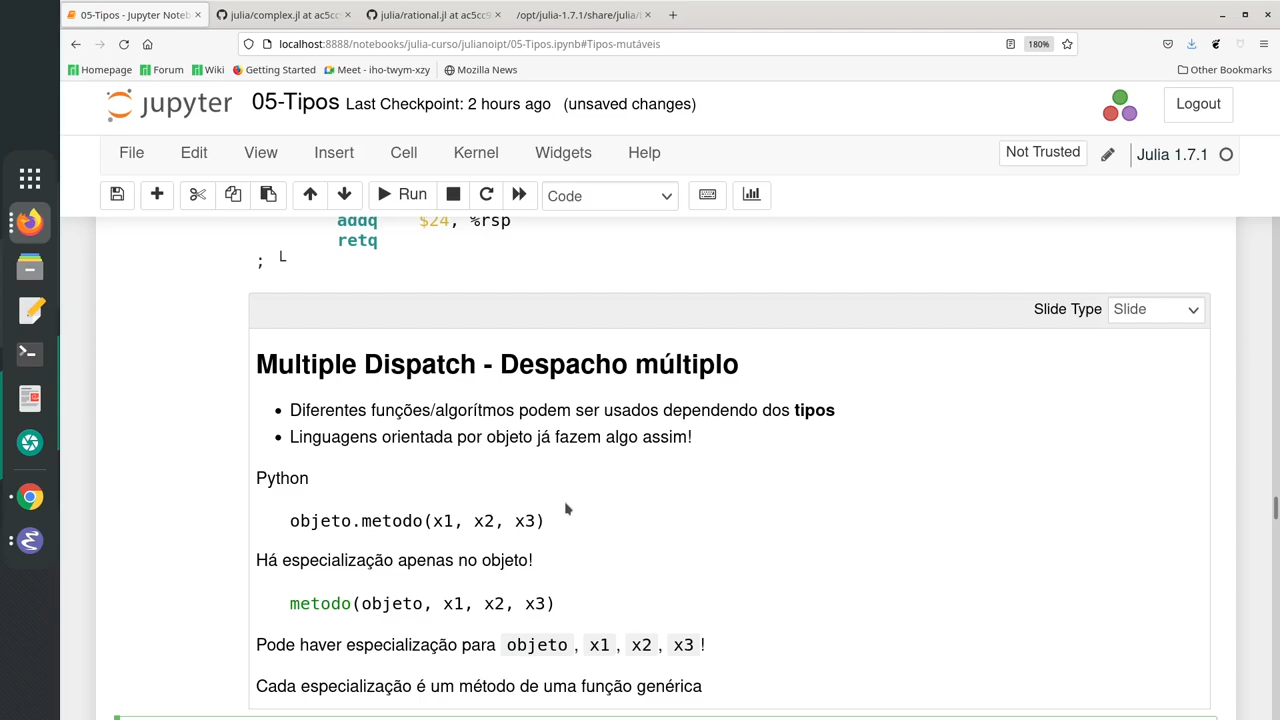 05-Tipos - Jupyter Noteb
julia/complex.jl at ac5cc
julia/rational.jl at ac5cc9
/opt/julia-1.7.1/share/julia/
localhost:8888/notebooks/julia-curso/julianoipt/05-Tipos.ipynb#Tipos-mutáveis
180%
Homepage
Forum
Wiki
Getting Started
Meet - iho-twym-xzy
Mozilla News
Other Bookmarks
jupyter
05-Tipos Last Checkpoint: 2 hours ago (unsaved changes)
Logout
File Edit View Insert Cell Kernel Widgets Help
Not Trusted
Julia 1.7.1
Run
Code
addq $24, %rsp
retq
; └
Slide Type Slide
Multiple Dispatch - Despacho múltiplo
• Diferentes funções/algorítmos podem ser usados dependendo dos tipos
• Linguagens orientada por objeto já fazem algo assim!
Python
objeto.metodo(x1, x2, x3)
Há especialização apenas no objeto!
metodo(objeto, x1, x2, x3)
Pode haver especialização para objeto, x1, x2, x3!
Cada especialização é um método de uma função genérica